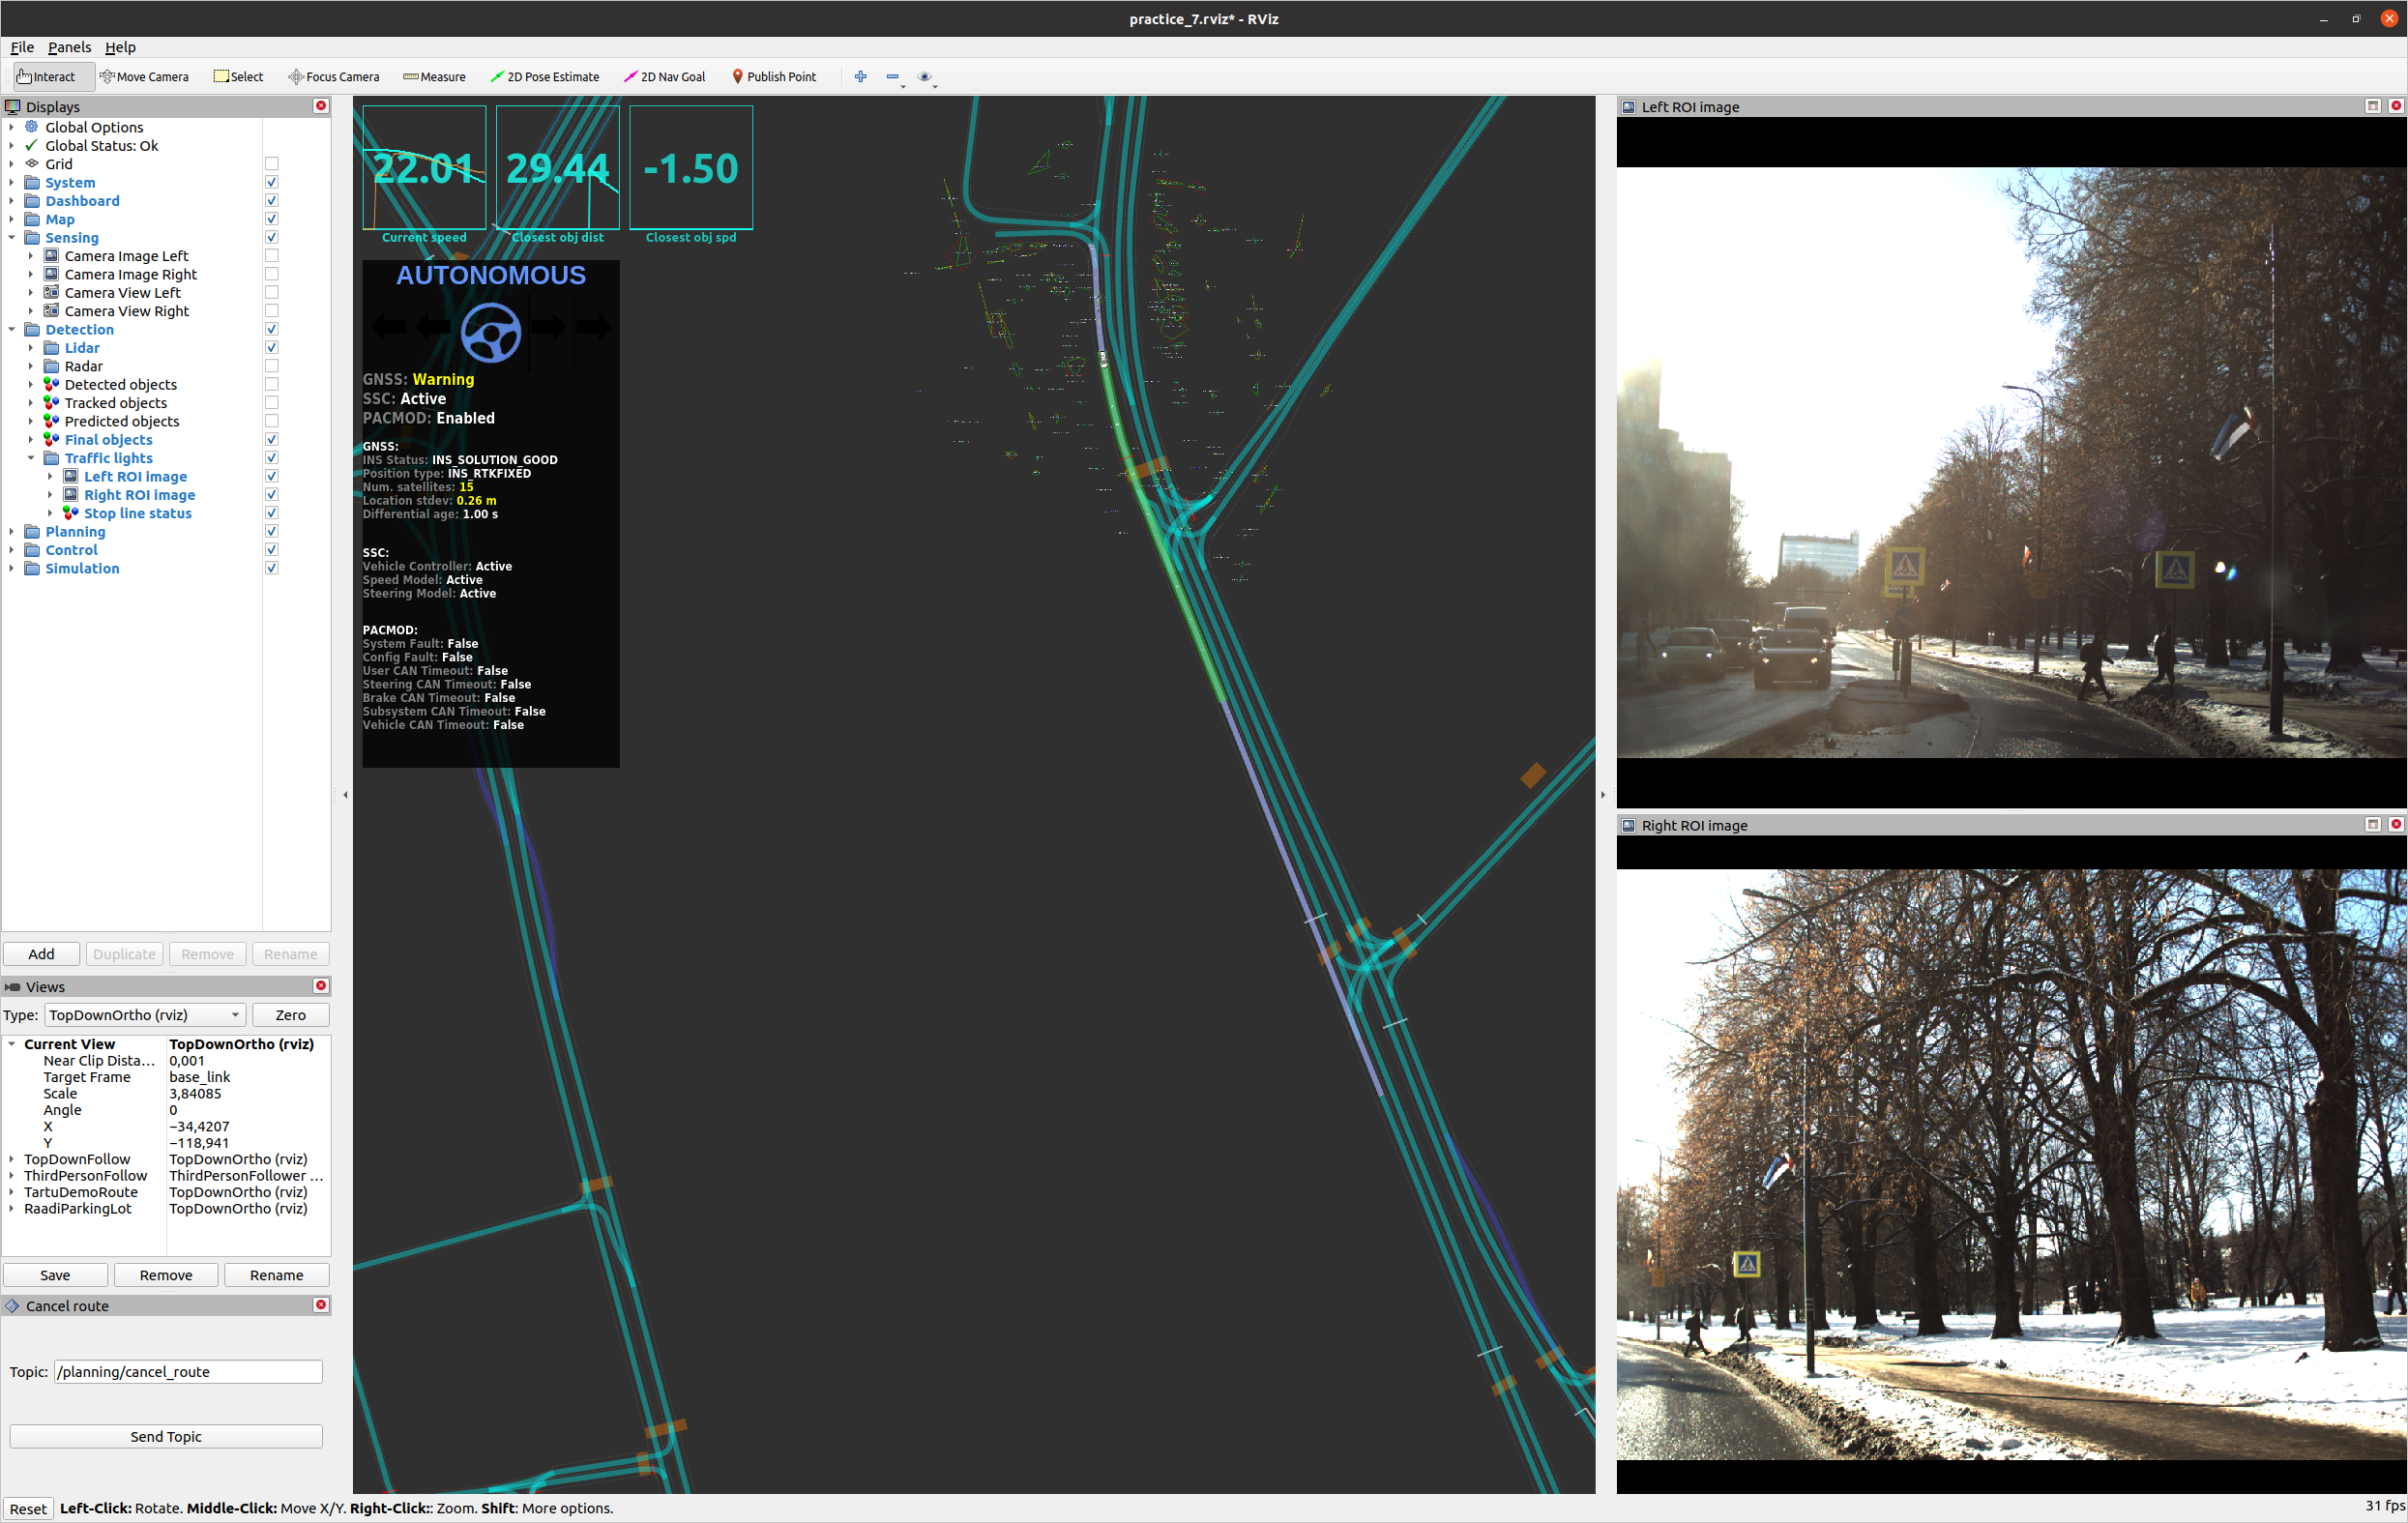 practice_7.rviz* - RViz
File Panels Help
Interact Move Camera Select Focus Camera Measure 2D Pose Estimate 2D Nav Goal Publish Point
Displays
Global Options
Global Status: Ok
Grid
System
Dashboard
Map
Sensing
Camera Image Left
Camera Image Right
Camera View Left
Camera View Right
Detection
Lidar
Radar
Detected objects
Tracked objects
Predicted objects
Final objects
Traffic lights
Left ROI image
Right ROI image
Stop line status
Planning
Control
Simulation
Add Duplicate Remove Rename
Views
Type: TopDownOrtho (rviz) Zero
Current View TopDownOrtho (rviz)
Near Clip Dista... 0,001
Target Frame base_link
Scale 3,84085
Angle 0
X −34,4207
Y −118,941
TopDownFollow TopDownOrtho (rviz)
ThirdPersonFollow ThirdPersonFollower ...
TartuDemoRoute TopDownOrtho (rviz)
RaadiParkingLot TopDownOrtho (rviz)
Save Remove Rename
Cancel route
Topic: /planning/cancel_route
Send Topic
22.01 29.44 -1.50
Current speed Closest obj dist Closest obj spd
AUTONOMOUS
GNSS: Warning
SSC: Active
PACMOD: Enabled
GNSS:
INS Status: INS_SOLUTION_GOOD
Position type: INS_RTKFIXED
Num. satellites: 15
Location stdev: 0.26 m
Differential age: 1.00 s
SSC:
Vehicle Controller: Active
Speed Model: Active
Steering Model: Active
PACMOD:
System Fault: False
Config Fault: False
User CAN Timeout: False
Steering CAN Timeout: False
Brake CAN Timeout: False
Subsystem CAN Timeout: False
Vehicle CAN Timeout: False
Left ROI image
Right ROI image
Reset Left-Click: Rotate. Middle-Click: Move X/Y. Right-Click:: Zoom. Shift: More options.
31 fps